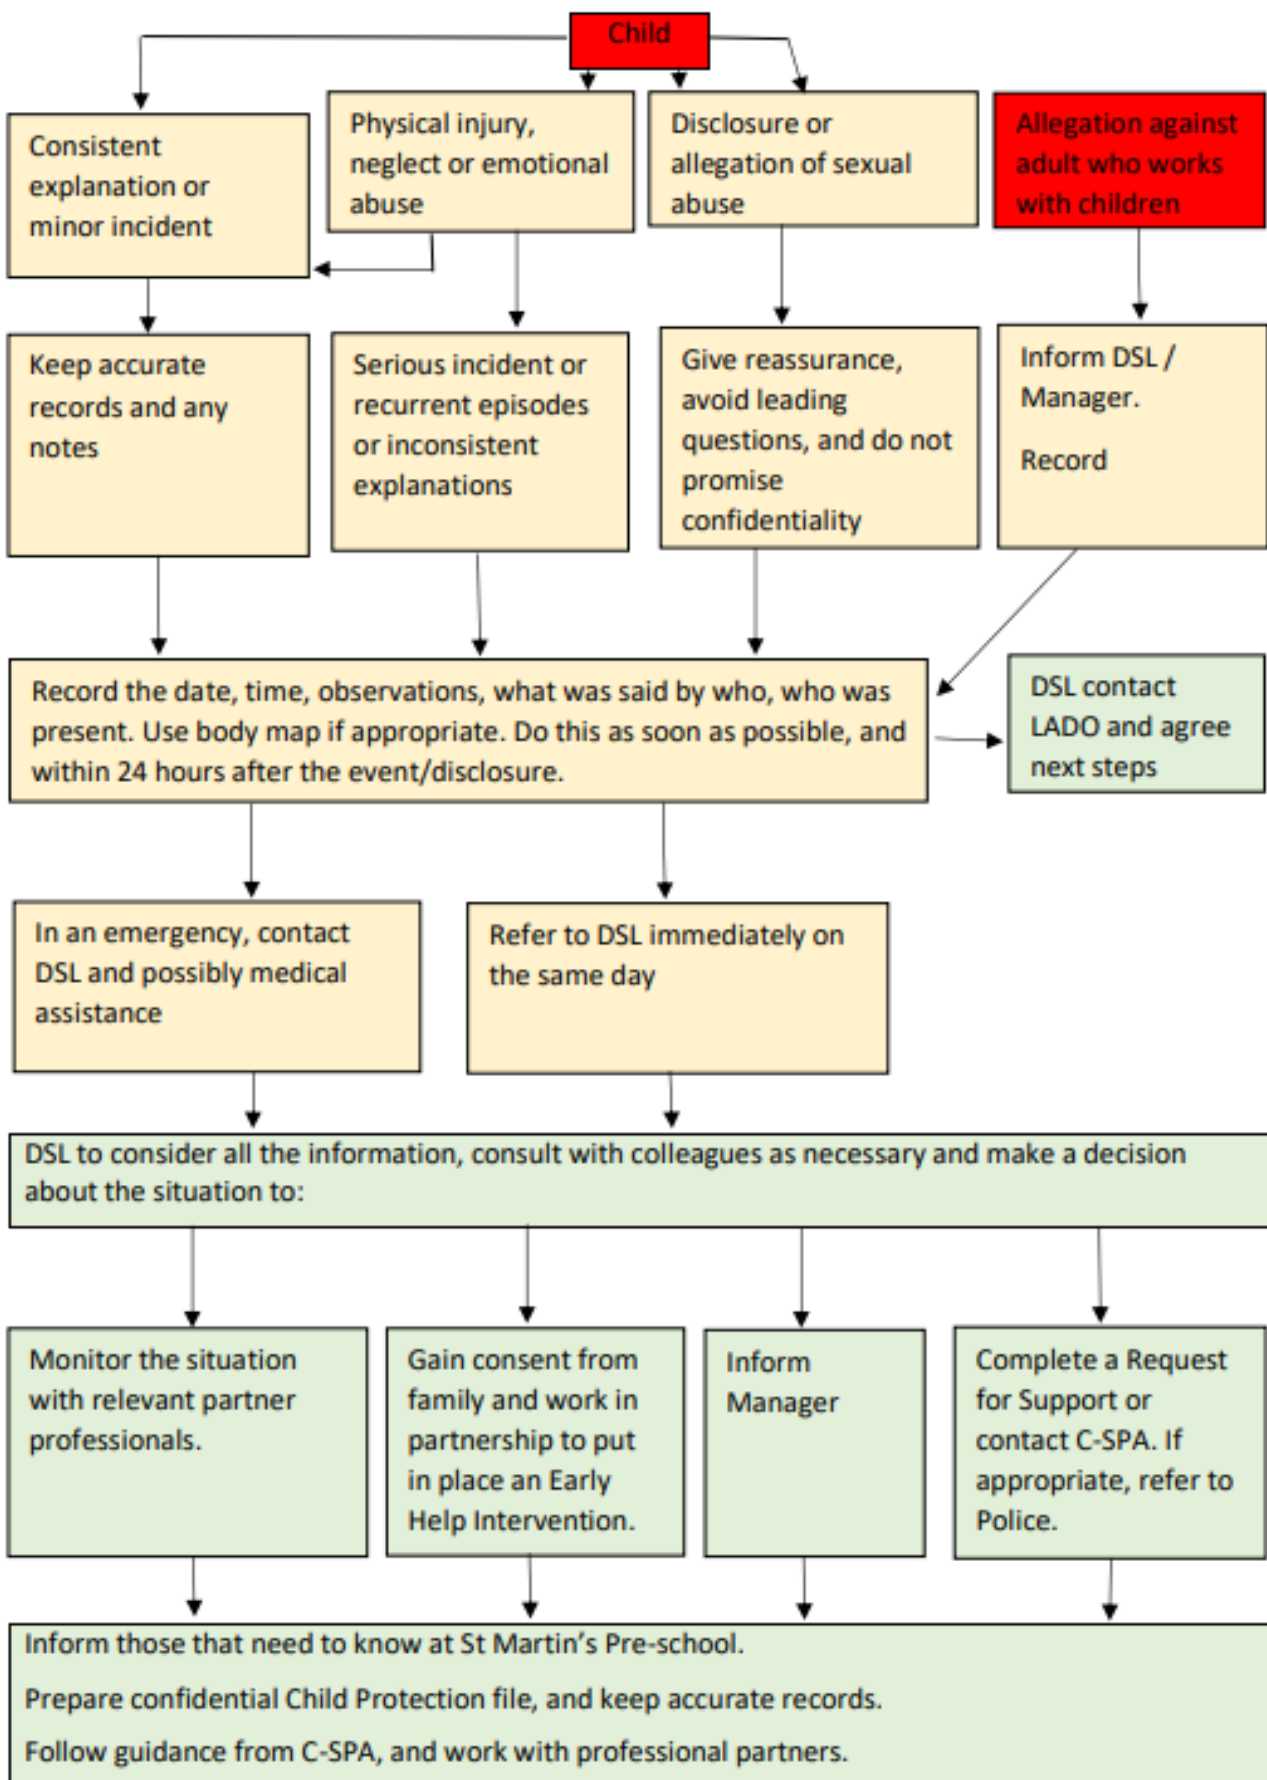 Child
Consistent
explanation or
minor incident
Physical injury,
neglect or emotional
abuse
Disclosure or
allegation of sexual
abuse
Allegation against
adult who works
with children
Keep accurate
records and any
notes
Serious incident or
recurrent episodes
or inconsistent
explanations
Give reassurance,
avoid leading
questions, and do not
promise
confidentiality
Inform DSL /
Manager.
Record
Record the date, time, observations, what was said by who, who was
present. Use body map if appropriate. Do this as soon as possible, and
within 24 hours after the event/disclosure.
DSL contact
LADO and agree
next steps
In an emergency, contact
DSL and possibly medical
assistance
Refer to DSL immediately on
the same day
DSL to consider all the information, consult with colleagues as necessary and make a decision
about the situation to:
Monitor the situation
with relevant partner
professionals.
Gain consent from
family and work in
partnership to put
in place an Early
Help Intervention.
Inform
Manager
Complete a Request
for Support or
contact C-SPA. If
appropriate, refer to
Police.
Inform those that need to know at St Martin's Pre-school.
Prepare confidential Child Protection file, and keep accurate records.
Follow guidance from C-SPA, and work with professional partners.